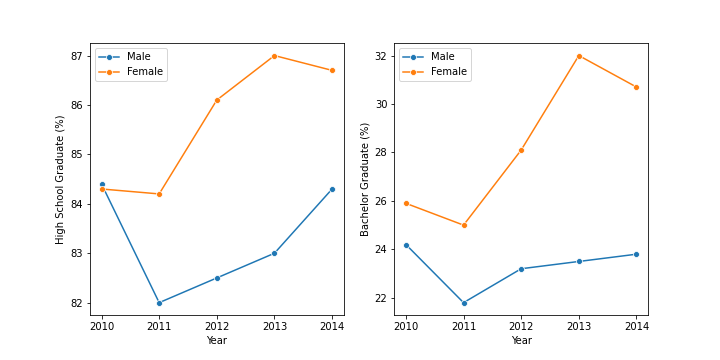 87
86
85
84
83
82
High School Graduate (%)
Male
Female
2010 2011 2012 2013 2014
Year
32
30
28
26
24
22
Bachelor Graduate (%)
Male
Female
2010 2011 2012 2013 2014
Year